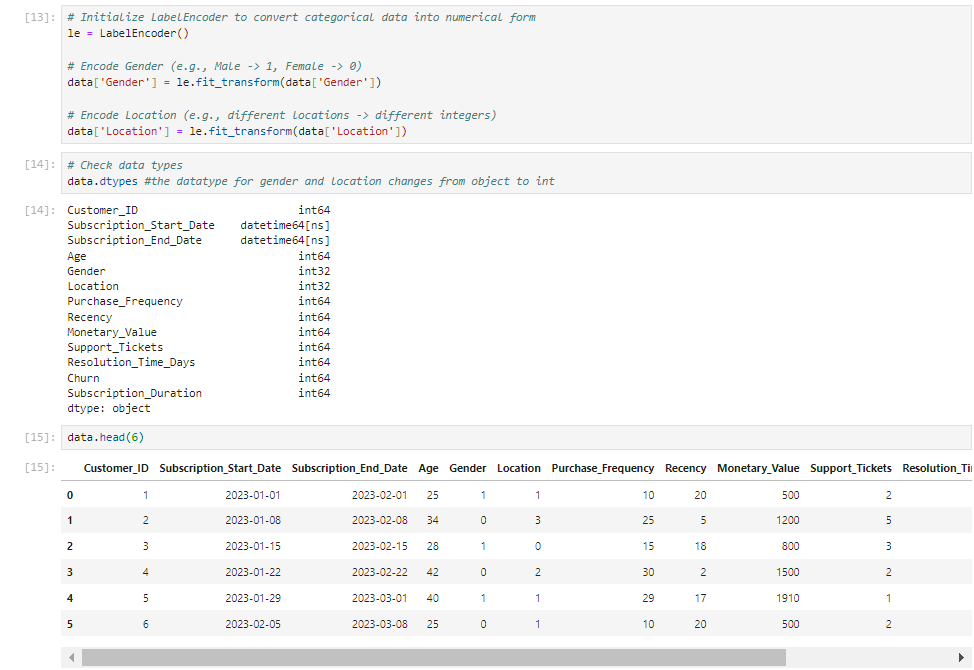 [13]: # Initialize LabelEncoder to convert categorical data into numerical form
le = LabelEncoder()
# Encode Gender (e.g., Male -> 1, Female -> 0)
data['Gender'] = le.fit_transform(data['Gender'])
# Encode Location (e.g., different locations -> different integers)
data['Location'] = le.fit_transform(data['Location'])
[14]: # Check data types
data.dtypes #the datatype for gender and location changes from object to int
[14]: Customer_ID int64
Subscription_Start_Date datetime64[ns]
Subscription_End_Date datetime64[ns]
Age int64
Gender int32
Location int32
Purchase_Frequency int64
Recency int64
Monetary_Value int64
Support_Tickets int64
Resolution_Time_Days int64
Churn int64
Subscription_Duration int64
dtype: object
[15]: data.head(6)
[15]: Customer_ID Subscription_Start_Date Subscription_End_Date Age Gender Location Purchase_Frequency Recency Monetary_Value Support_Tickets Resolution_Ti
0 1 2023-01-01 2023-02-01 25 1 1 10 20 500 2
1 2 2023-01-08 2023-02-08 34 0 3 25 5 1200 5
2 3 2023-01-15 2023-02-15 28 1 0 15 18 800 3
3 4 2023-01-22 2023-02-22 42 0 2 30 2 1500 2
4 5 2023-01-29 2023-03-01 40 1 1 29 17 1910 1
5 6 2023-02-05 2023-03-08 25 0 1 10 20 500 2